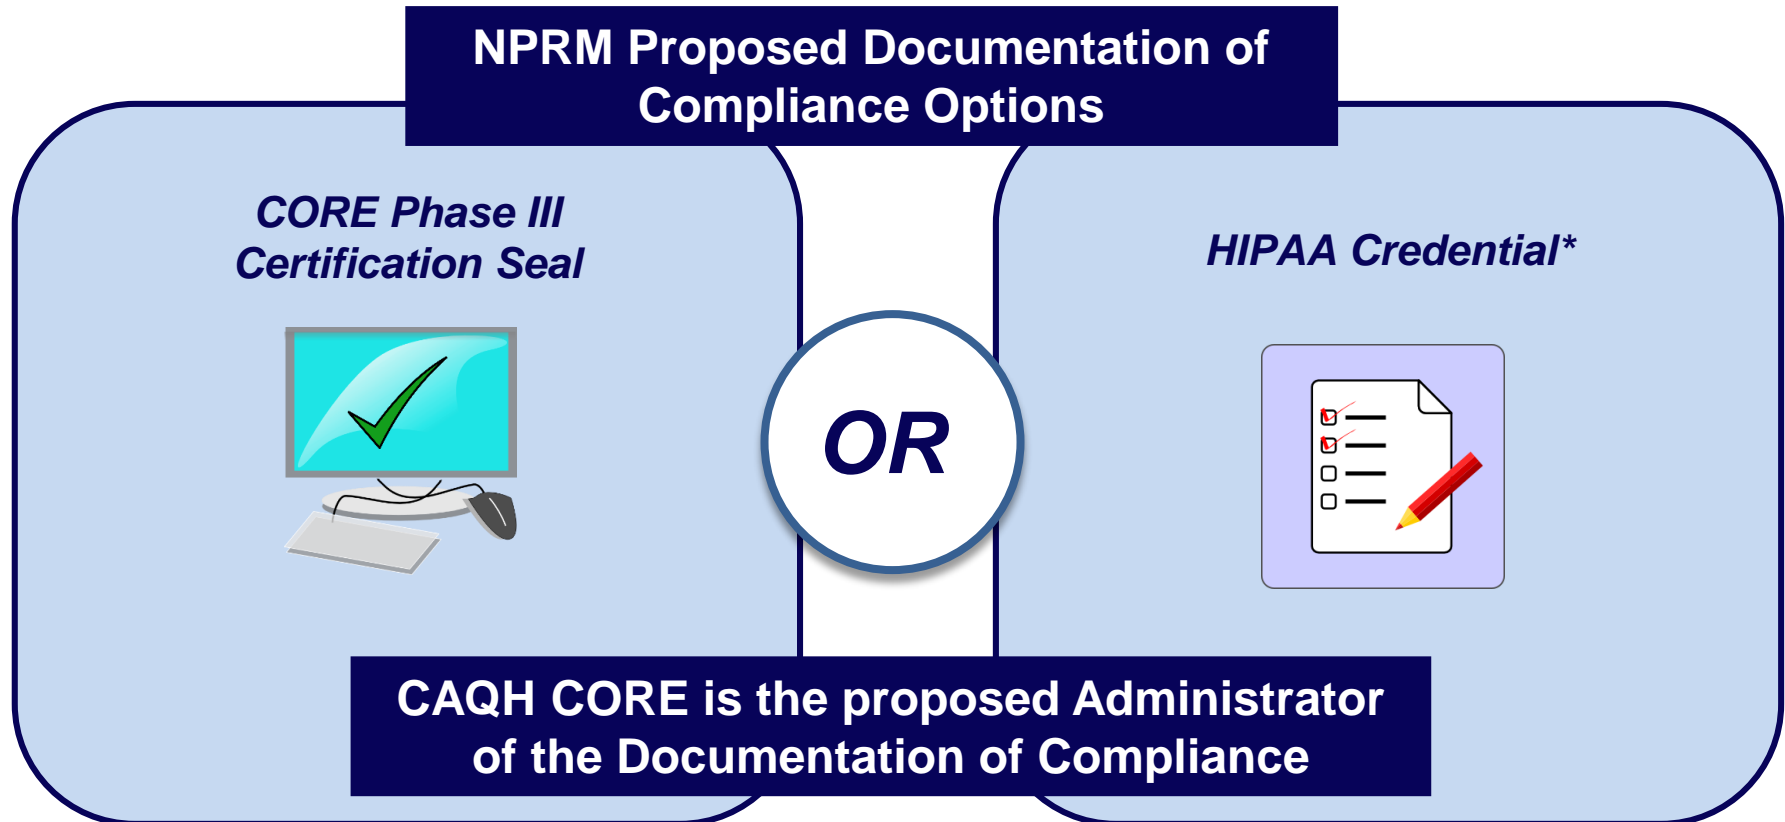 NPRM Proposed Documentation of
Compliance Options
CORE Phase III
Certification Seal
HIPAA Credential*
OR
CAQH CORE is the proposed Administrator
of the Documentation of Compliance